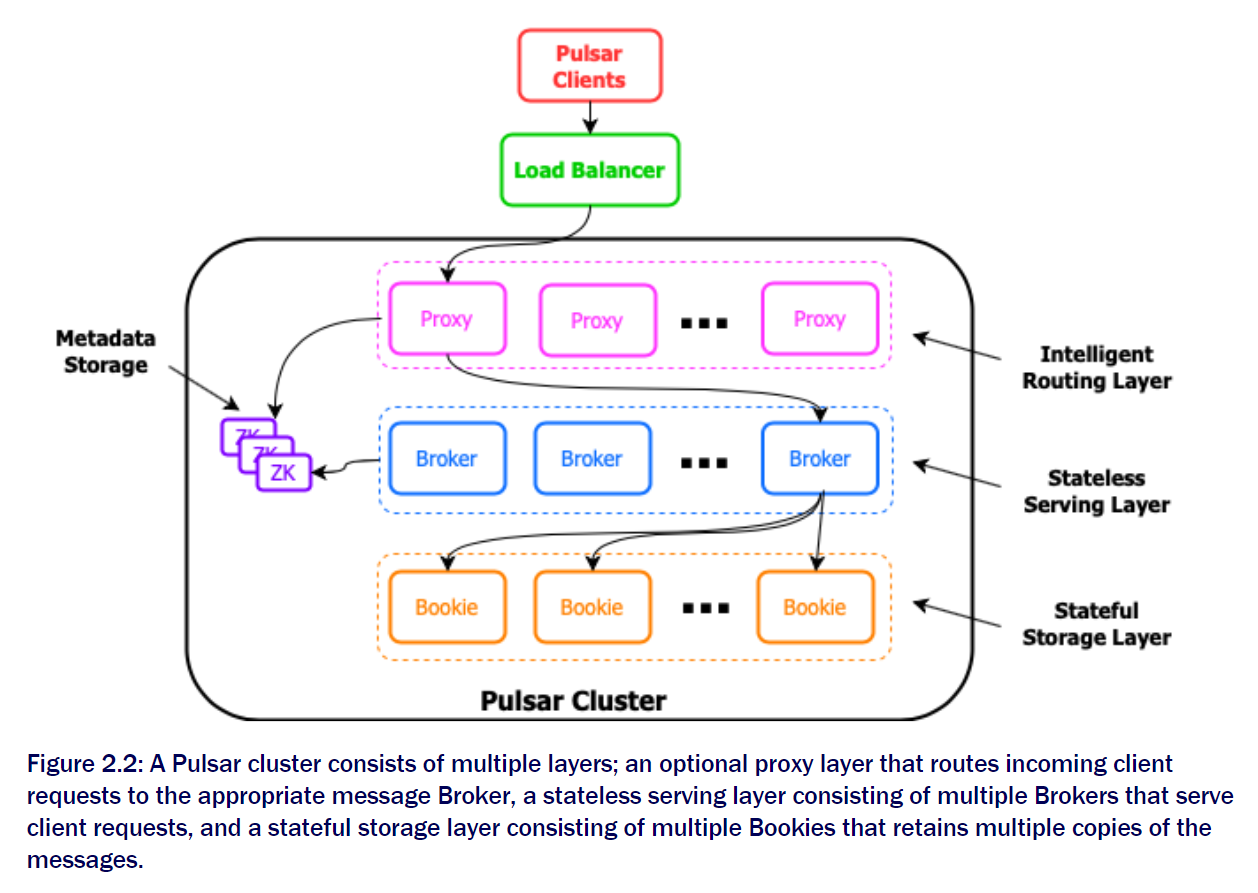 Pulsar
Clients
Load Balancer
Proxy
Proxy
Proxy
Metadata
Storage
Intelligent
Routing Layer
ZK
ZK
ZK
Broker
Broker
Broker
Stateless
Serving Layer
Bookie
Bookie
Bookie
Stateful
Storage Layer
Pulsar Cluster
Figure 2.2: A Pulsar cluster consists of multiple layers; an optional proxy layer that routes incoming client
requests to the appropriate message Broker, a stateless serving layer consisting of multiple Brokers that serve
client requests, and a stateful storage layer consisting of multiple Bookies that retains multiple copies of the
messages.